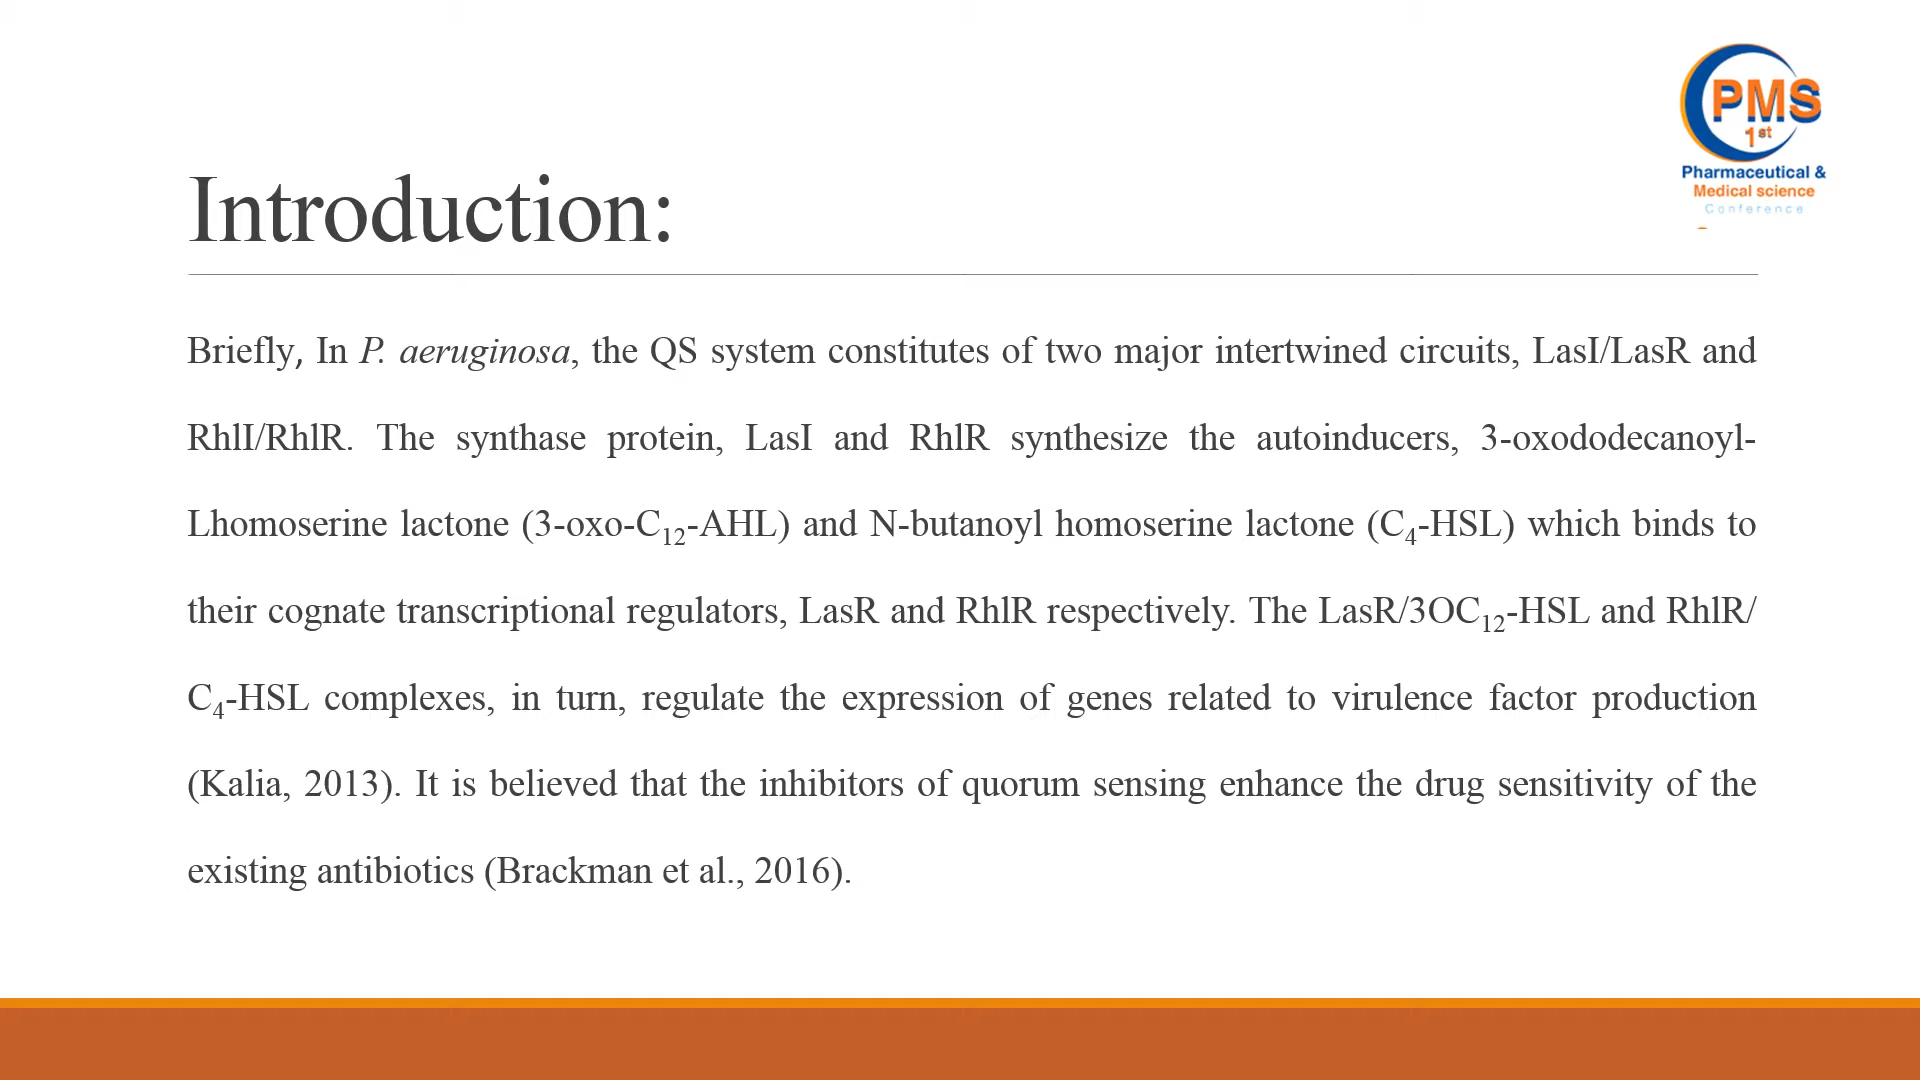 PMS
1st
Pharmaceutical &
Medical science
Conference
Introduction:
Briefly, In P. aeruginosa, the QS system constitutes of two major intertwined circuits, LasI/LasR and
RhlI/RhlR. The synthase protein, LasI and RhlR synthesize the autoinducers, 3-oxododecanoyl-
Lhomoserine lactone (3-oxo-C12-AHL) and N-butanoyl homoserine lactone (C4-HSL) which binds to
their cognate transcriptional regulators, LasR and RhlR respectively. The LasR/3OC12-HSL and RhlR/
C4-HSL complexes, in turn, regulate the expression of genes related to virulence factor production
(Kalia, 2013). It is believed that the inhibitors of quorum sensing enhance the drug sensitivity of the
existing antibiotics (Brackman et al., 2016).